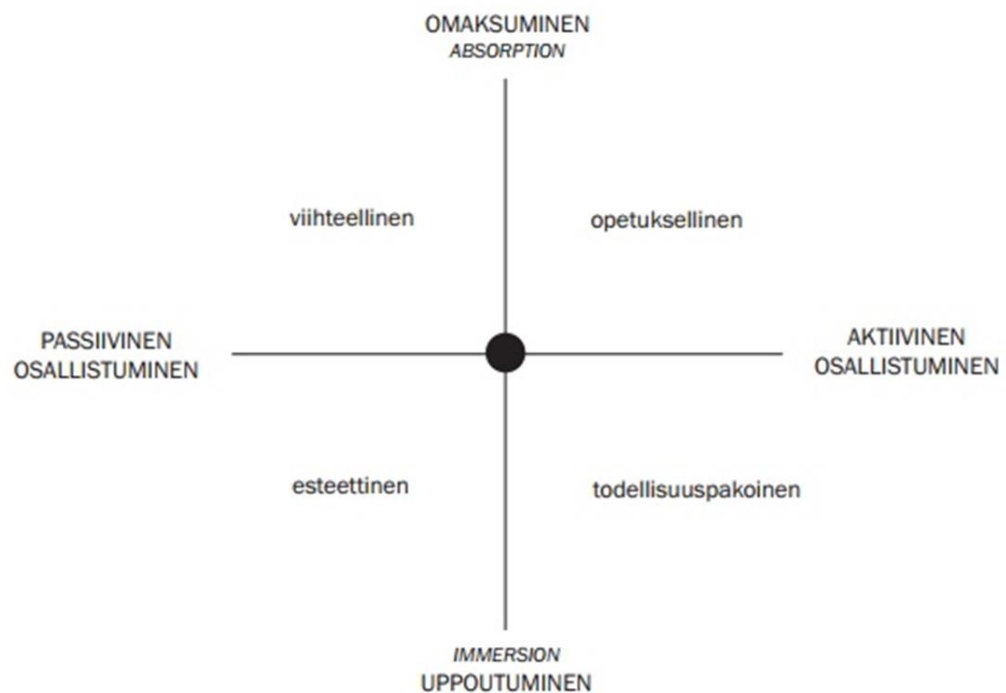 OMAKSUMINEN
ABSORPTION
viihteellinen
opetuksellinen
PASSIIVINEN
OSALLISTUMINEN
AKTIIVINEN
OSALLISTUMINEN
esteettinen
todellisuuspakoinen
IMMERSION
UPPOUTUMINEN